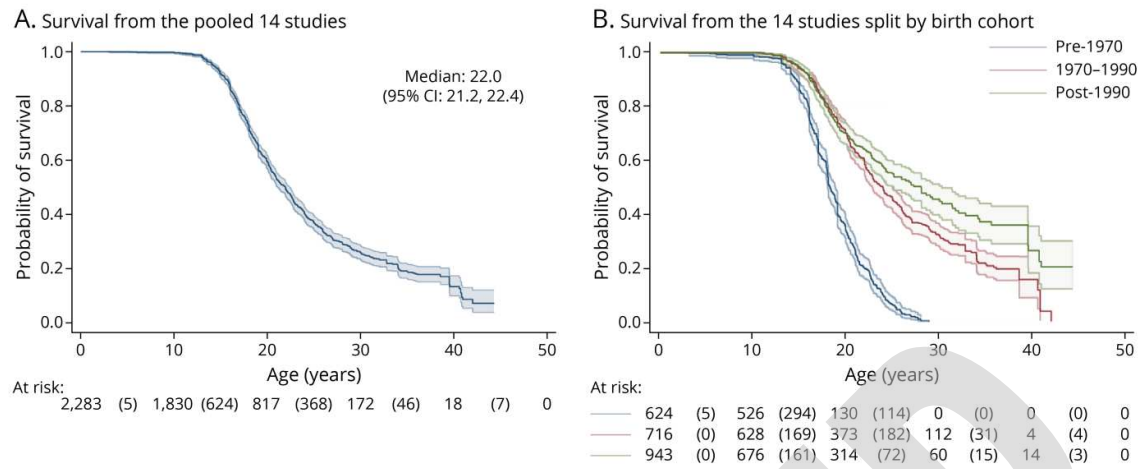 A. Survival from the pooled 14 studies
1.0
0.8
0.6
0.4
0.2
0.0
Probability of survival
Median: 22.0
(95% CI: 21.2, 22.4)
0 10 20 30 40 50
Age (years)
At risk:
2,283 (5) 1,830 (624) 817 (368) 172 (46) 18 (7) 0
B. Survival from the 14 studies split by birth cohort
1.0
0.8
0.6
0.4
0.2
0.0
Probability of survival
Pre-1970
1970–1990
Post-1990
0 10 20 30 40 50
Age (years)
At risk:
624 (5) 526 (294) 130 (114) 0 (0) 0 (0) 0
716 (0) 628 (169) 373 (182) 112 (31) 4 (4) 0
943 (0) 676 (161) 314 (72) 60 (15) 14 (3) 0